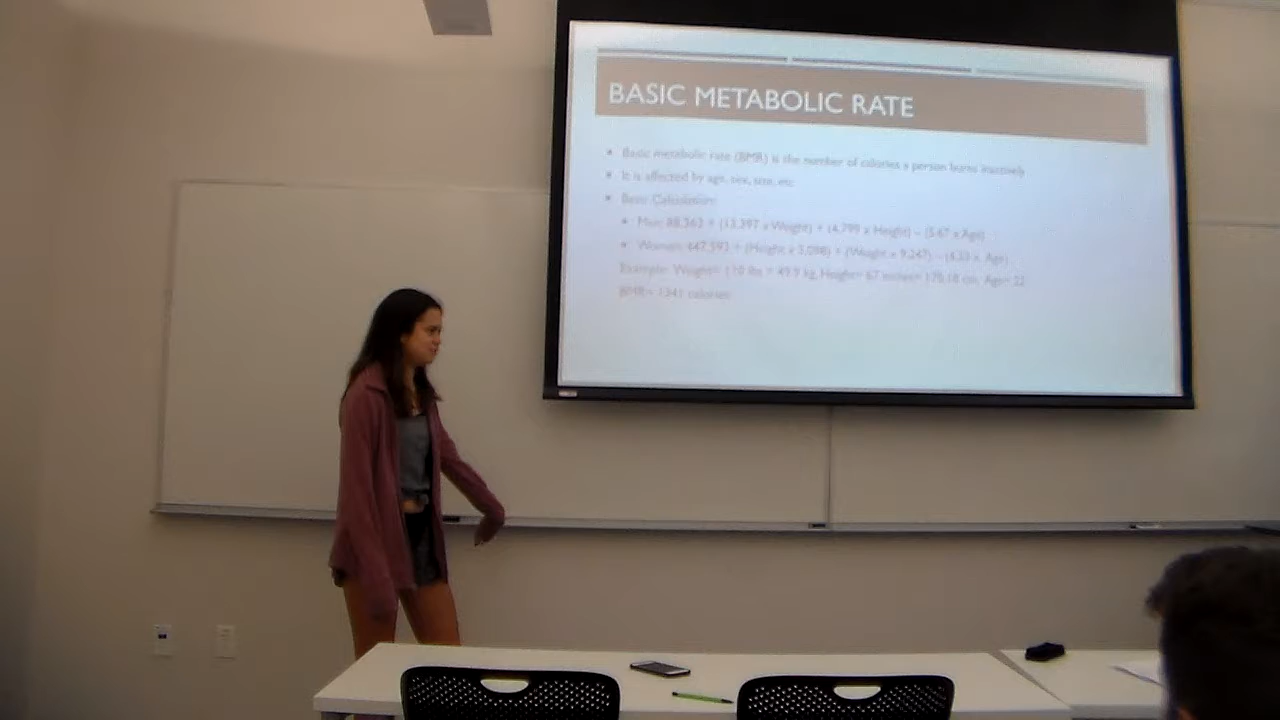 BASIC METABOLIC RATE
Basic metabolic rate (BMR) is the number of calories a person burns inactively
It is affected by age, sex, size, etc
Basic Calculation:
Men: 88.362 + (13.397 x Weight) + (4.799 x Height) – (5.67 x Age)
Women: 447.593 + (Height x 3.098) + (Weight x 9.247) – (4.33 x Age)
Example: Weight= 110 lbs = 49.9 kg, Height= 67 inches= 170.18 cm, Age= 22
BMR= 1341 calories